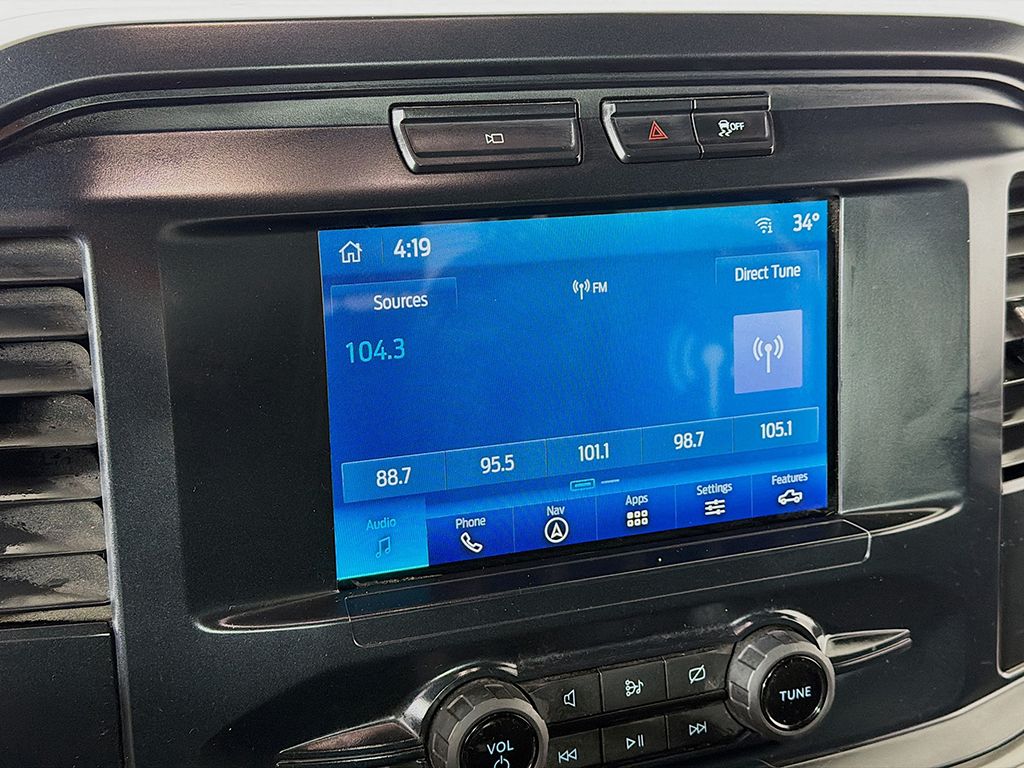 OFF
4:19
34°
Sources
FM
Direct Tune
104.3
88.7
95.5
101.1
98.7
105.1
Audio
Phone
Nav
Apps
Settings
Features
VOL
TUNE